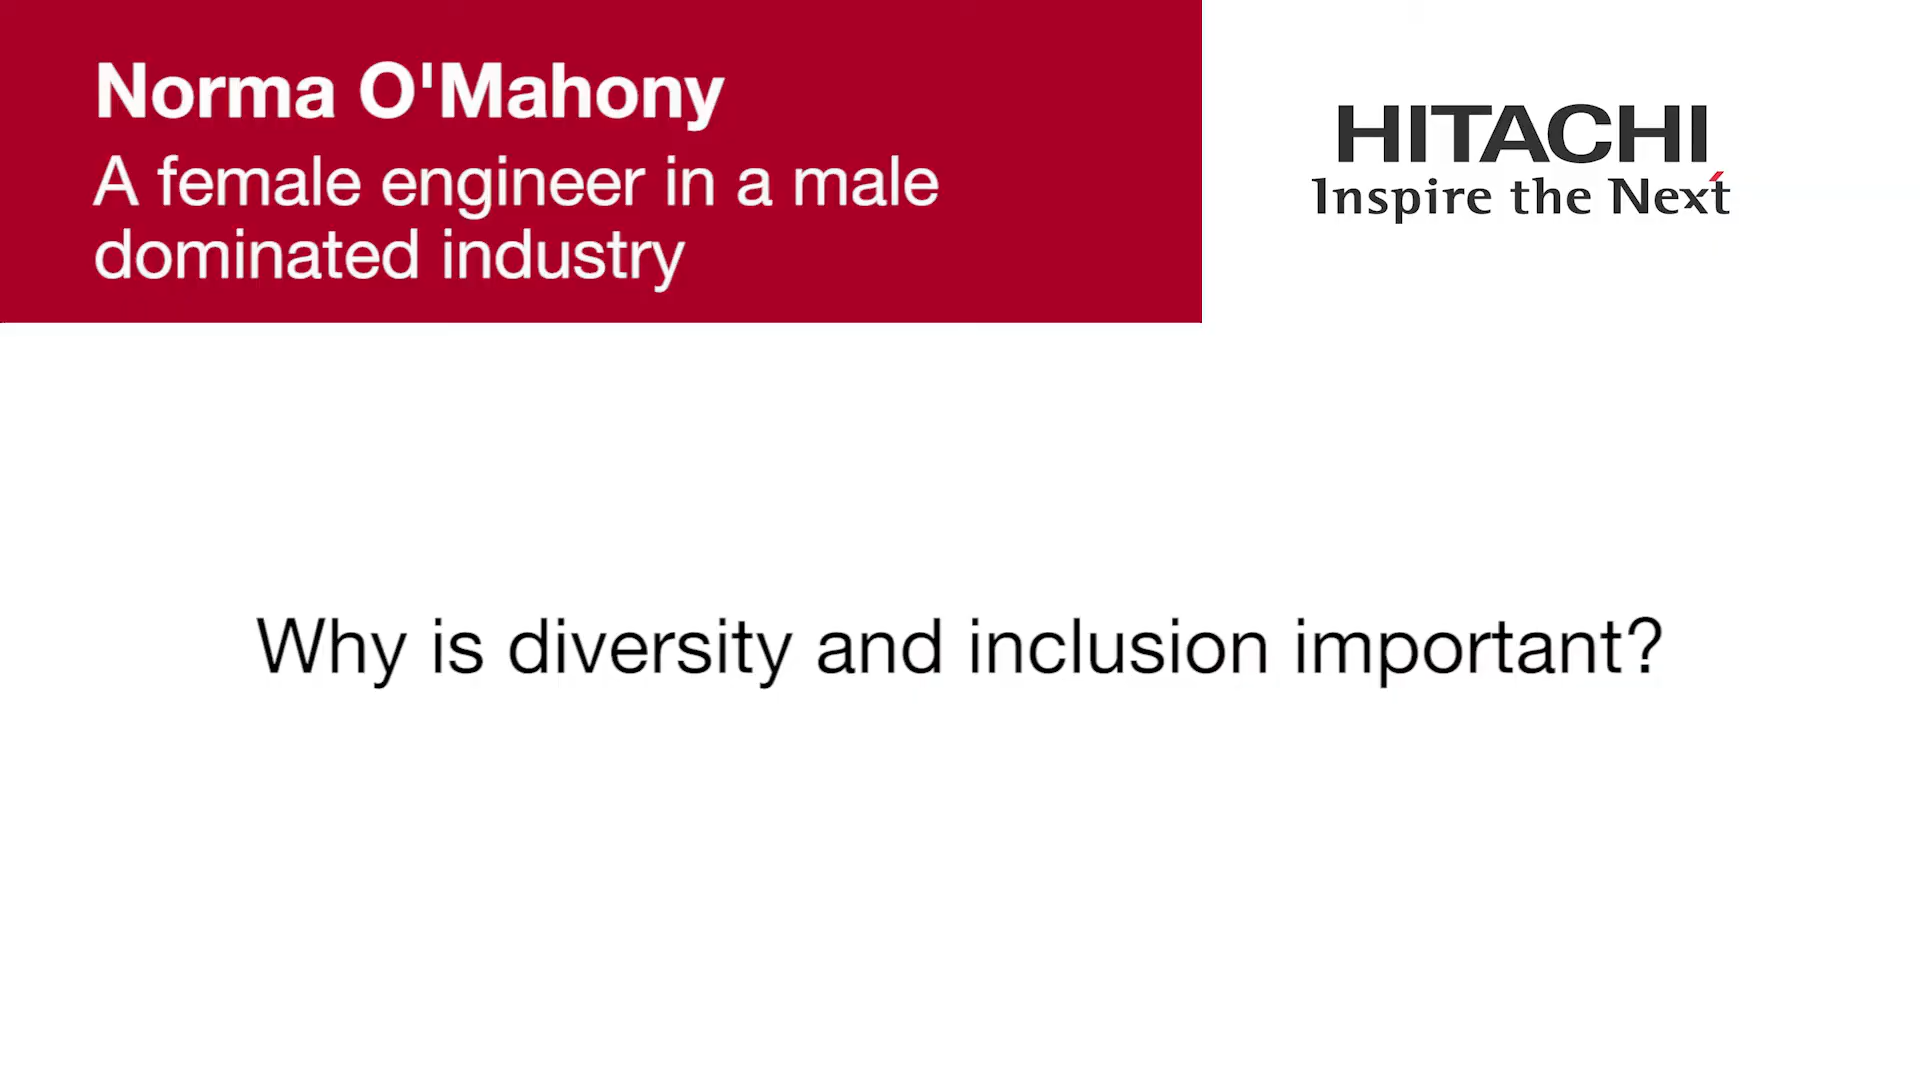 Norma O'Mahony
A female engineer in a male
dominated industry
HITACHI
Inspire the Next
Why is diversity and inclusion important?